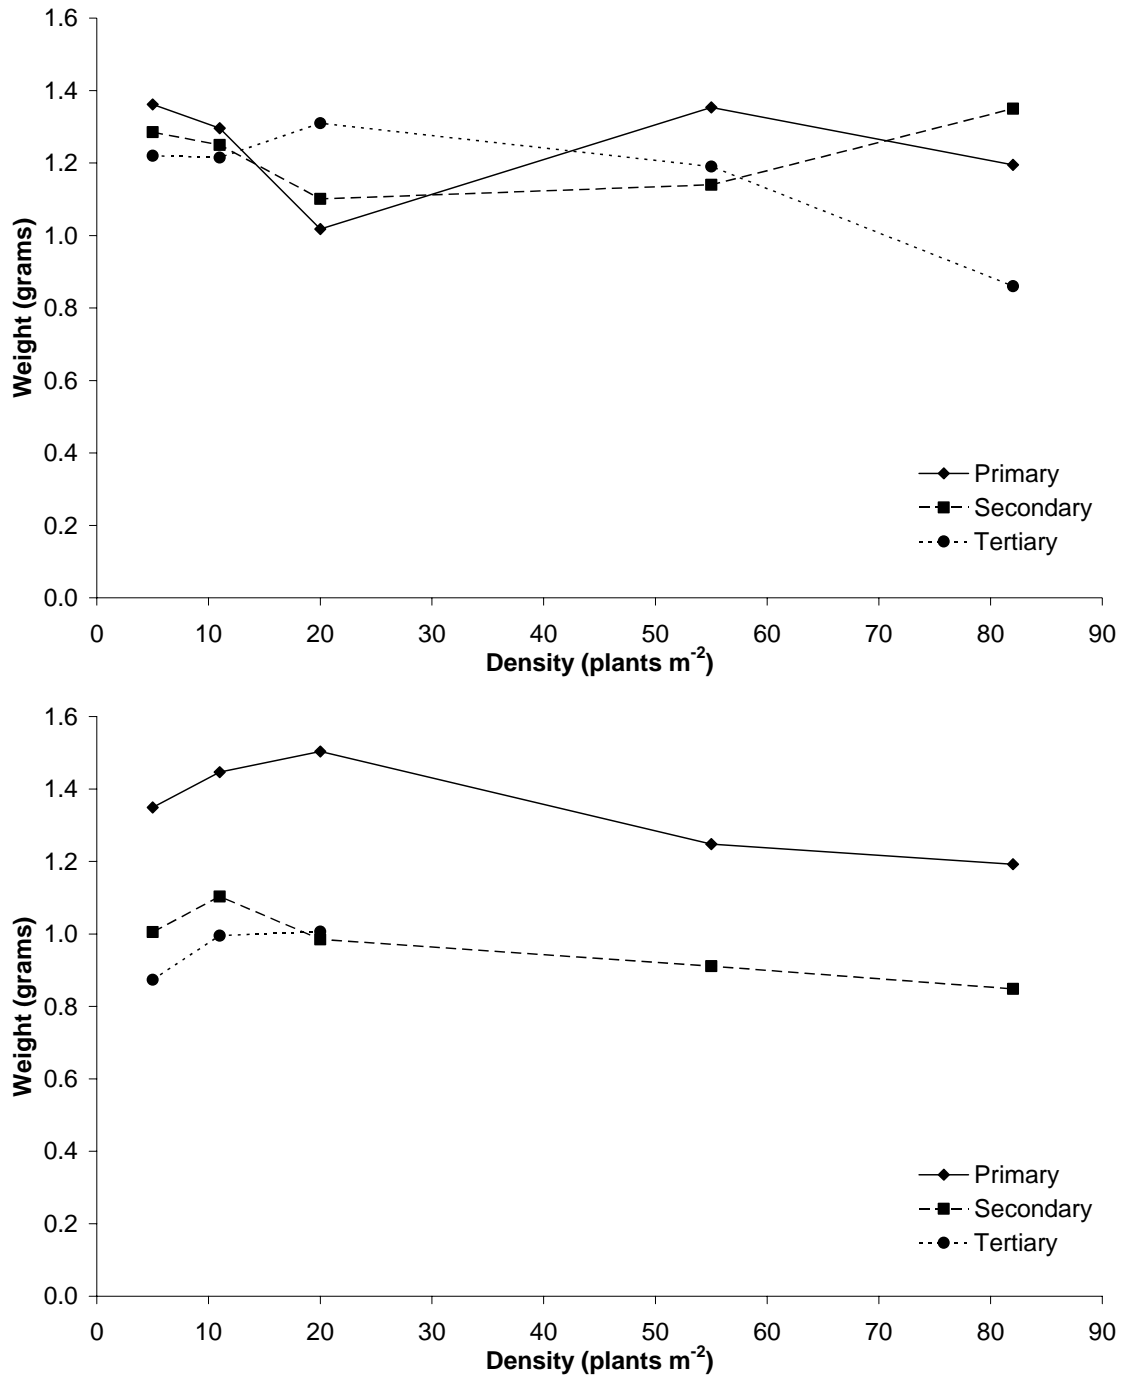 1.6
1.4
1.2
1.0
0.8
0.6
0.4
0.2
0.0
Weight (grams)
Primary
Secondary
Tertiary
0 10 20 30 40 50 60 70 80 90
Density (plants m⁻²)
1.6
1.4
1.2
1.0
0.8
0.6
0.4
0.2
0.0
Weight (grams)
Primary
Secondary
Tertiary
0 10 20 30 40 50 60 70 80 90
Density (plants m⁻²)